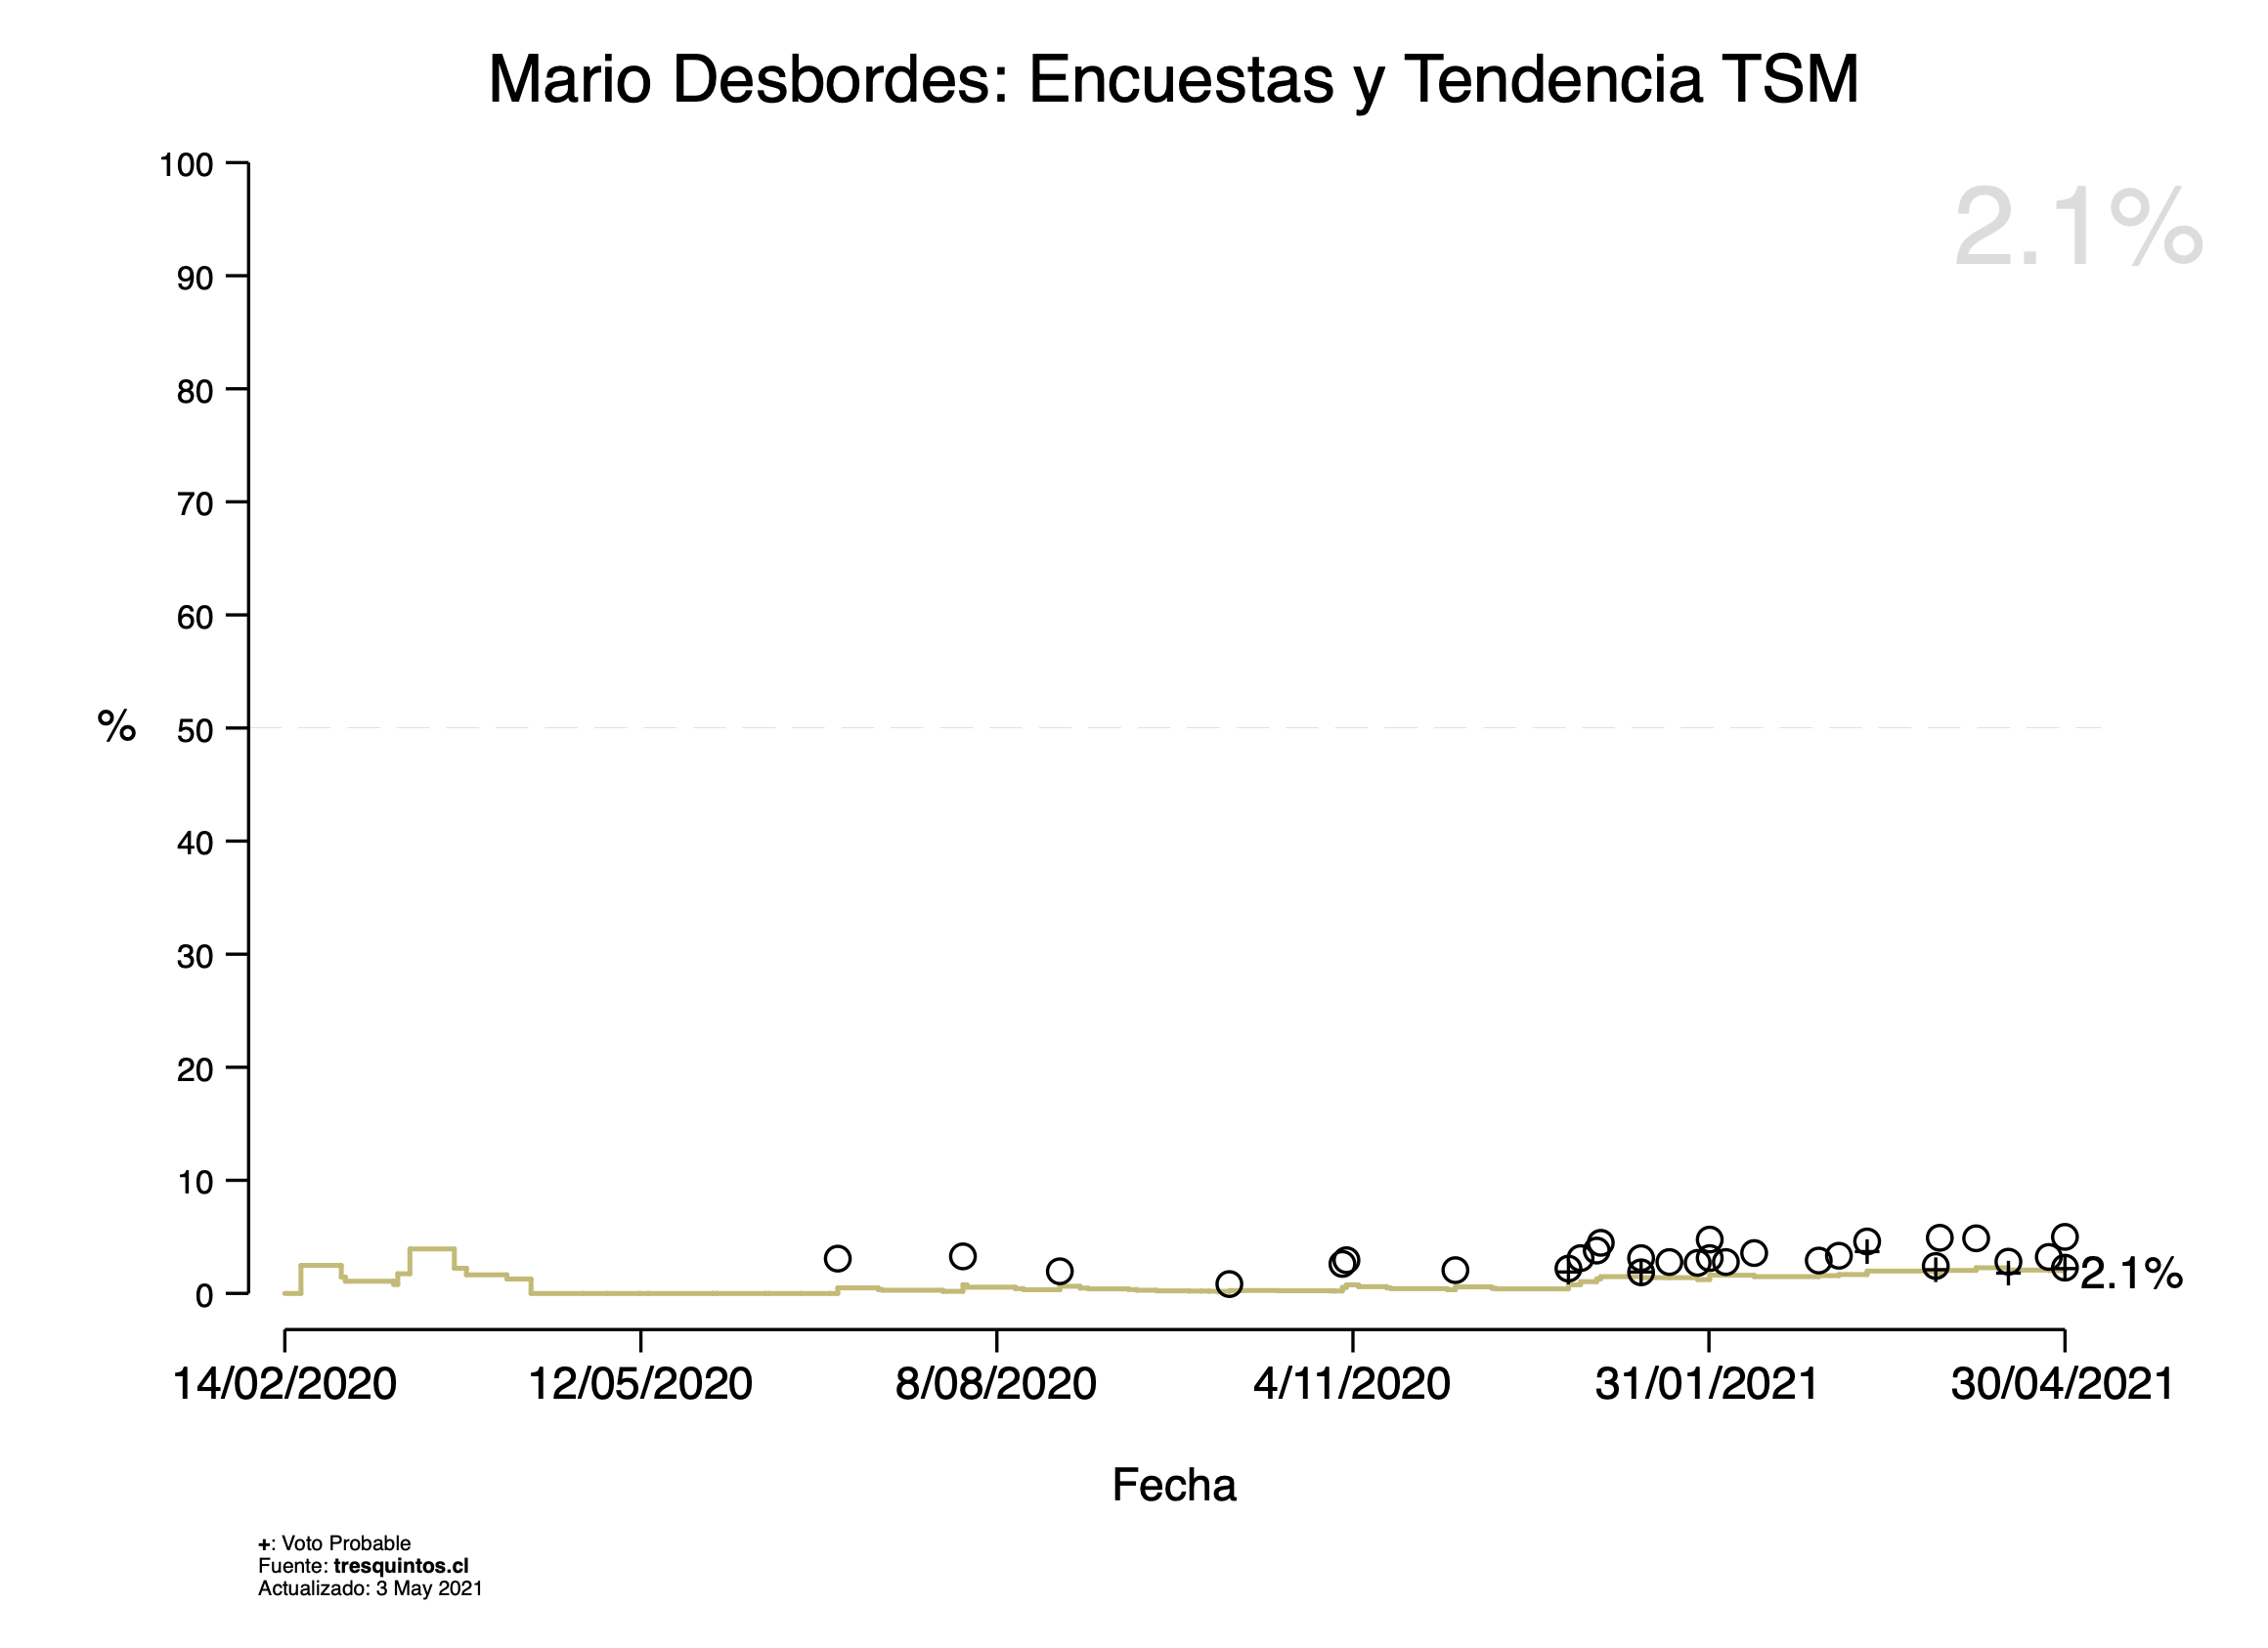 Mario Desbordes: Encuestas y Tendencia TSM
2.1%
100
90
80
70
60
50
40
30
20
10
0
%
2.1%
14/02/2020 12/05/2020 8/08/2020 4/11/2020 31/01/2021 30/04/2021
Fecha
+: Voto Probable
Fuente: tresquintos.cl
Actualizado: 3 May 2021